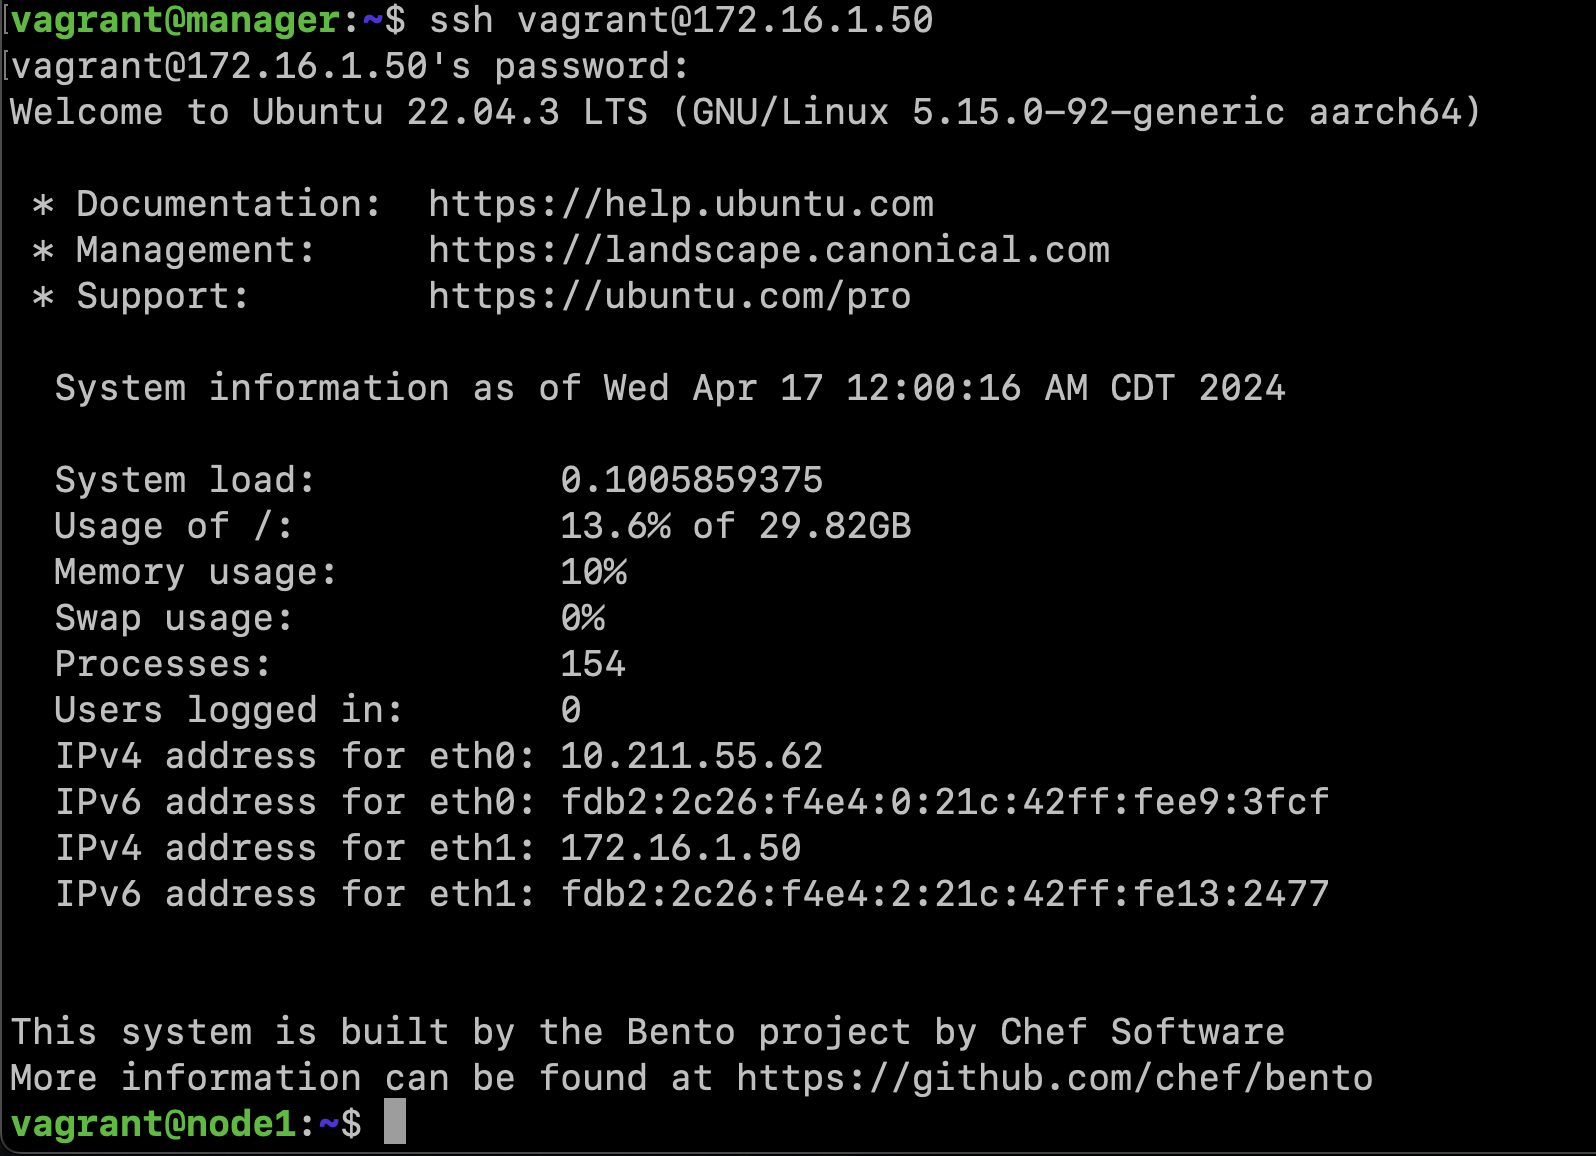 vagrant@manager:~$ ssh vagrant@172.16.1.50
vagrant@172.16.1.50's password:
Welcome to Ubuntu 22.04.3 LTS (GNU/Linux 5.15.0-92-generic aarch64)

 * Documentation:  https://help.ubuntu.com
 * Management:     https://landscape.canonical.com
 * Support:        https://ubuntu.com/pro

  System information as of Wed Apr 17 12:00:16 AM CDT 2024

  System load:           0.1005859375
  Usage of /:            13.6% of 29.82GB
  Memory usage:          10%
  Swap usage:            0%
  Processes:             154
  Users logged in:       0
  IPv4 address for eth0: 10.211.55.62
  IPv6 address for eth0: fdb2:2c26:f4e4:0:21c:42ff:fee9:3fcf
  IPv4 address for eth1: 172.16.1.50
  IPv6 address for eth1: fdb2:2c26:f4e4:2:21c:42ff:fe13:2477

This system is built by the Bento project by Chef Software
More information can be found at https://github.com/chef/bento
vagrant@node1:~$